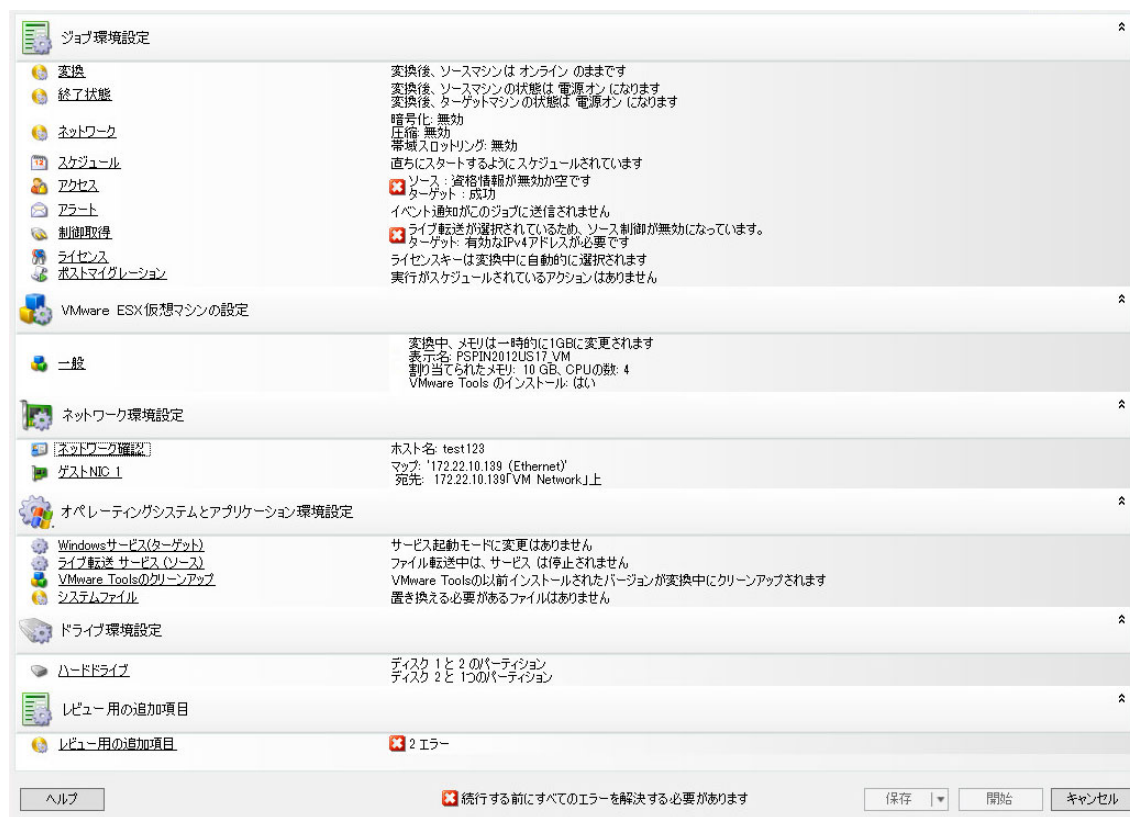 ジョブ環境設定
変換 変換後、ソースマシンは オンライン のままです
終了状態 変換後、ソースマシンの状態は 電源オン になります
変換後、ターゲットマシンの状態は 電源オン になります
ネットワーク 暗号化: 無効
圧縮: 無効
帯域スロットリング: 無効
スケジュール 直ちにスタートするようにスケジュールされています
アクセス ソース : 資格情報が無効か空です
ターゲット : 成功
アラート イベント通知がこのジョブに送信されません
制御取得 ライブ転送が選択されているため、ソース制御が無効になっています。
ターゲット: 有効なIPv4アドレスが必要です
ライセンス ライセンスキーは変換中に自動的に選択されます
ポストマイグレーション 実行がスケジュールされているアクションはありません
VMware ESX仮想マシンの設定
一般 変換中、メモリは一時的に1GBに変更されます
表示名: PSPIN2012US17_VM
割り当てられたメモリ: 10 GB、CPUの数: 4
VMware Tools のインストール: はい
ネットワーク環境設定
ネットワーク確認 ホスト名: test123
ゲストNIC 1 マップ: '172.22.10.139 (Ethernet)'
宛先: 172.22.10.139「VM Network」上
オペレーティングシステムとアプリケーション環境設定
Windowsサービス(ターゲット) サービス起動モードに変更はありません
ライブ転送 サービス (ソース) ファイル転送中は、サービス は停止されません
VMware Toolsのクリーンアップ VMware Toolsの以前インストールされたバージョンが変換中にクリーンアップされます
システムファイル 置き換える必要があるファイルはありません
ドライブ環境設定
ハードドライブ ディスク 1 と 2 のパーティション
ディスク 2 と 1つのパーティション
レビュー用の追加項目
レビュー用の追加項目 2 エラー
ヘルプ 続行する前にすべてのエラーを解決する必要があります 保存 開始 キャンセル